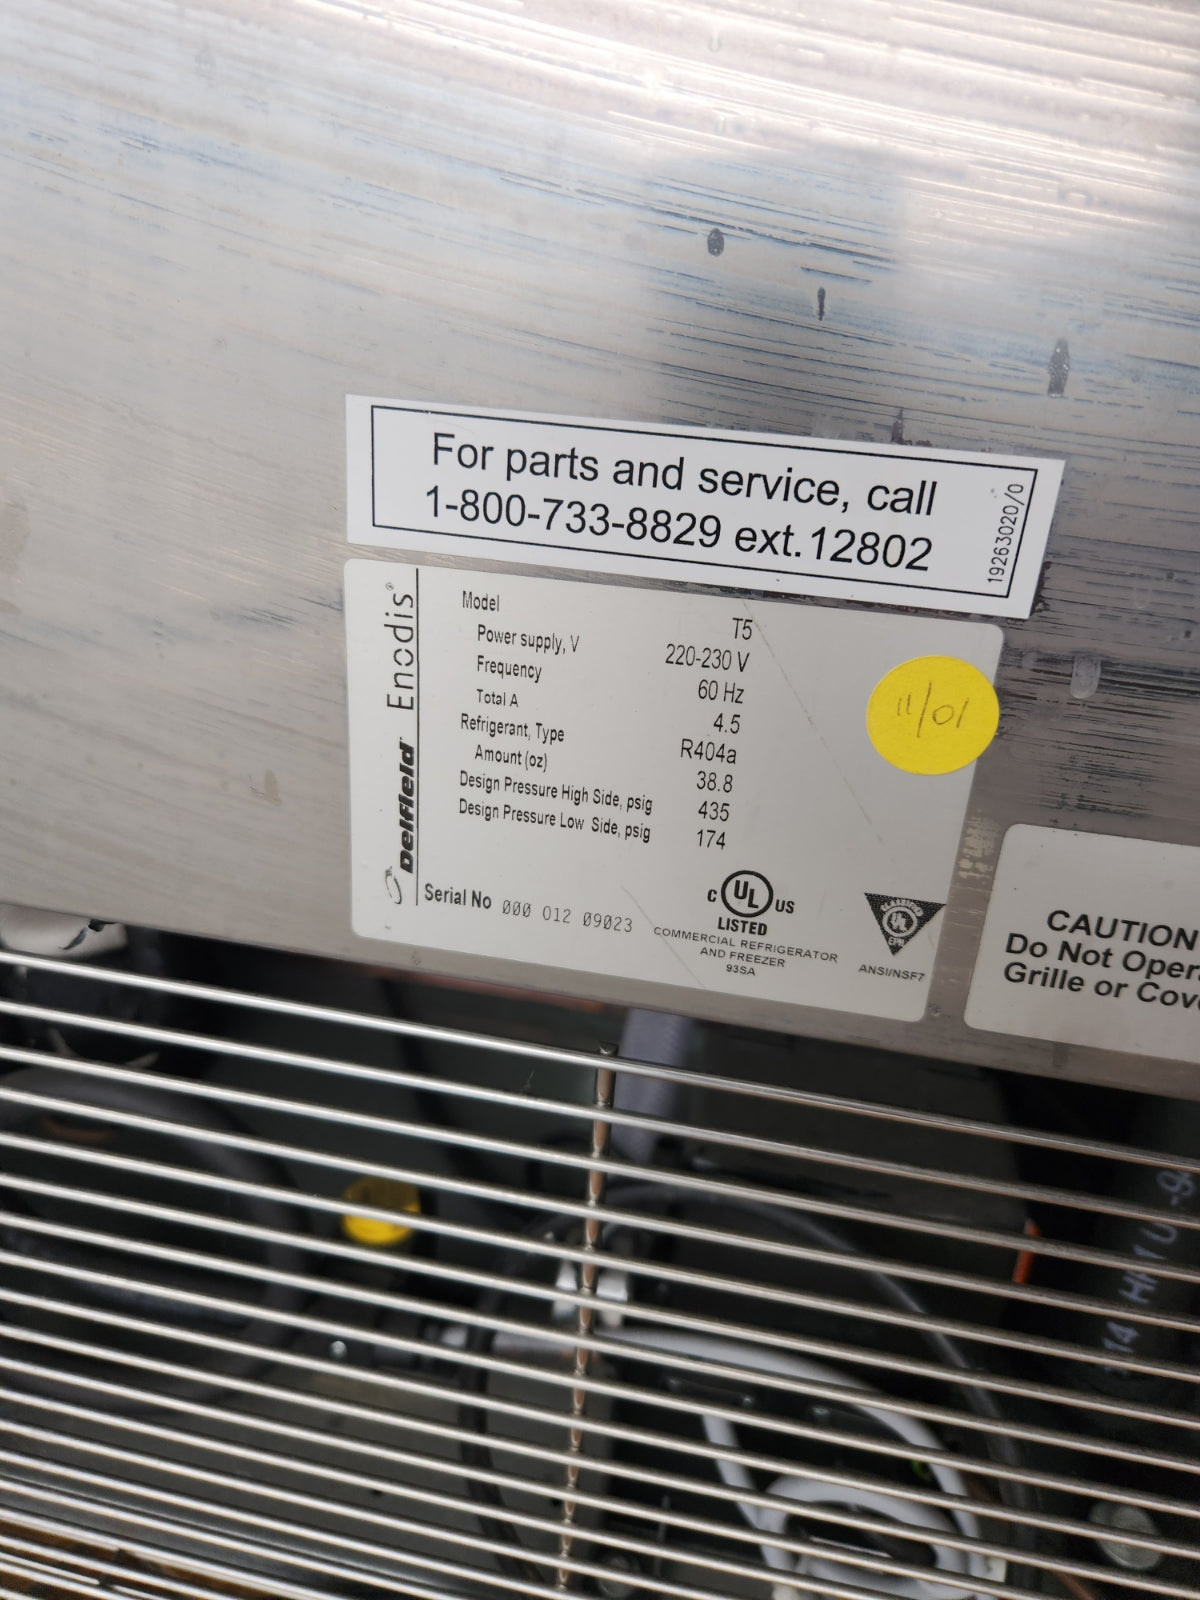 For parts and service, call
1-800-733-8829 ext.12802
19263020/0
Enodis®
Delfield
Model T5
Power supply, V 220-230 V
Frequency 60 Hz
Total A 4.5
Refrigerant, Type R404a
Amount (oz) 38.8
Design Pressure High Side, psig 435
Design Pressure Low Side, psig 174
Serial No 000 012 09023
C UL US
LISTED
COMMERCIAL REFRIGERATOR
AND FREEZER
93SA
CLASSIFIED
UL
EPH
ANSI/NSF7
11/01
CAUTION
Do Not Oper
Grille or Cov